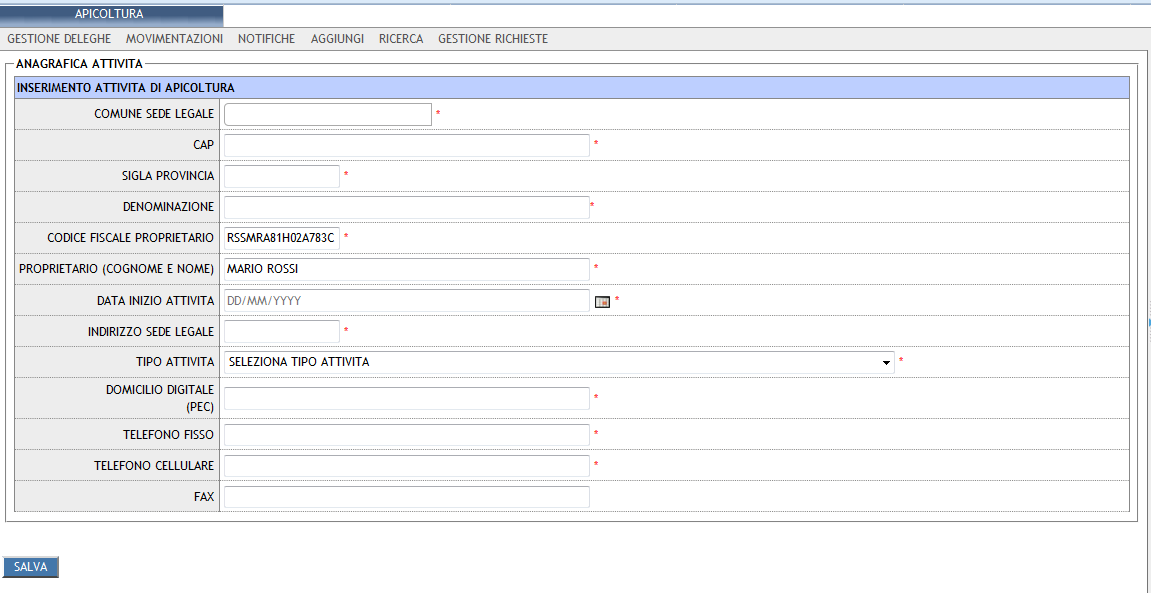 APICOLTURA
GESTIONE DELEGHE MOVIMENTAZIONI NOTIFICHE AGGIUNGI RICERCA GESTIONE RICHIESTE
ANAGRAFICA ATTIVITA
INSERIMENTO ATTIVITA DI APICOLTURA
COMUNE SEDE LEGALE *
CAP *
SIGLA PROVINCIA *
DENOMINAZIONE *
CODICE FISCALE PROPRIETARIO RSSMRA81H02A783C *
PROPRIETARIO (COGNOME E NOME) MARIO ROSSI *
DATA INIZIO ATTIVITA DD/MM/YYYY *
INDIRIZZO SEDE LEGALE *
TIPO ATTIVITA SELEZIONA TIPO ATTIVITA *
DOMICILIO DIGITALE
(PEC) *
TELEFONO FISSO *
TELEFONO CELLULARE *
FAX
SALVA